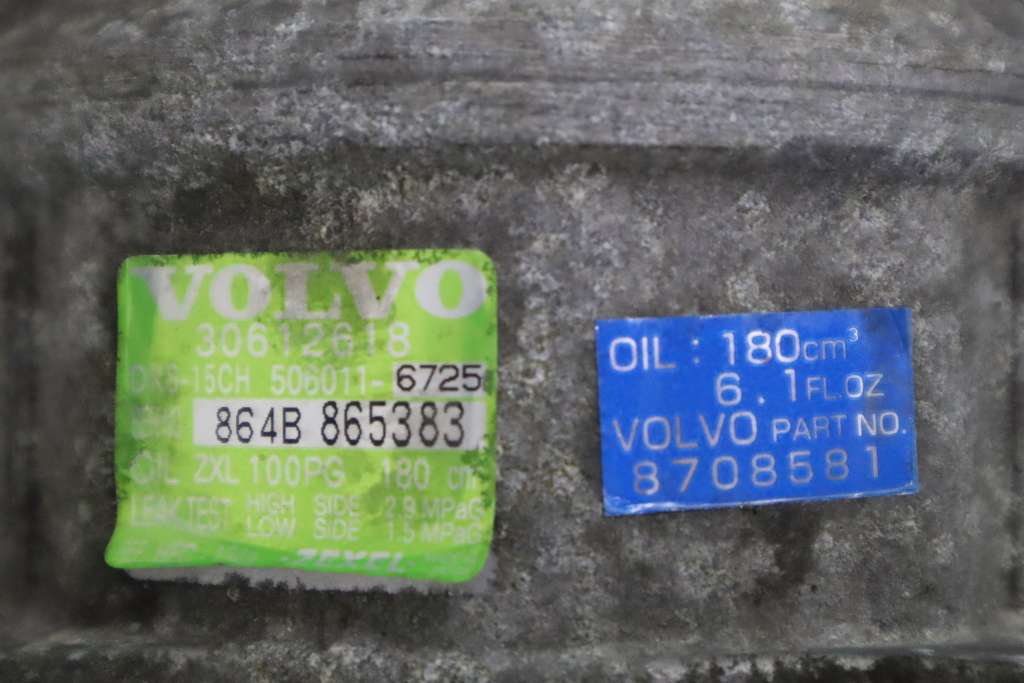 VOLVO
30612618
-15CH 506011-6725
864B 865383
OIL ZXL 100PG 180 cm
LEAK TEST HIGH SIDE 2.9 MPaG
LOW SIDE 1.5 MPaG
ZEXEL
OIL : 180cm³
6.1FL.OZ
VOLVO PART NO.
8708581